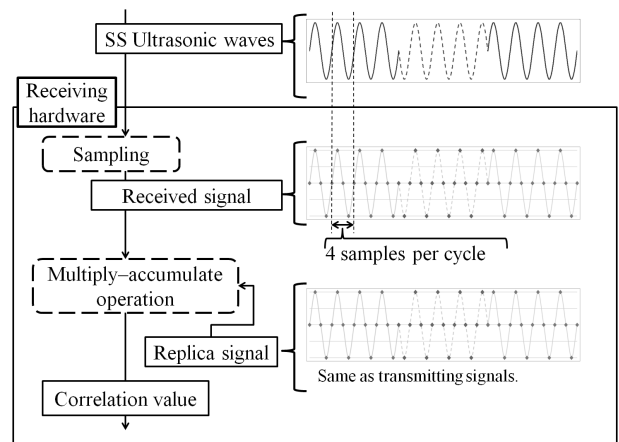 SS Ultrasonic waves
Receiving
hardware
Sampling
Received signal
4 samples per cycle
Multiply–accumulate
operation
Replica signal
Same as transmitting signals.
Correlation value